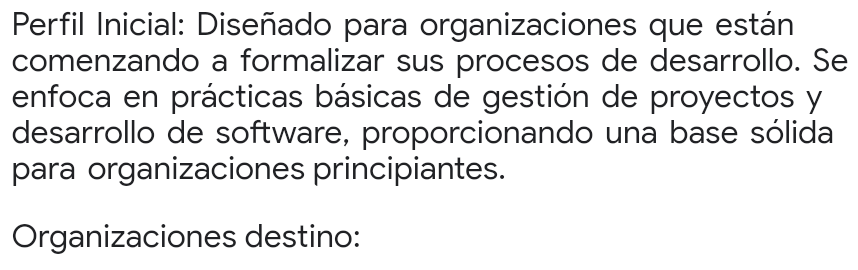 Perfil Inicial: Diseñado para organizaciones que están
comenzando a formalizar sus procesos de desarrollo. Se
enfoca en prácticas básicas de gestión de proyectos y
desarrollo de software, proporcionando una base sólida
para organizaciones principiantes.
Organizaciones destino: